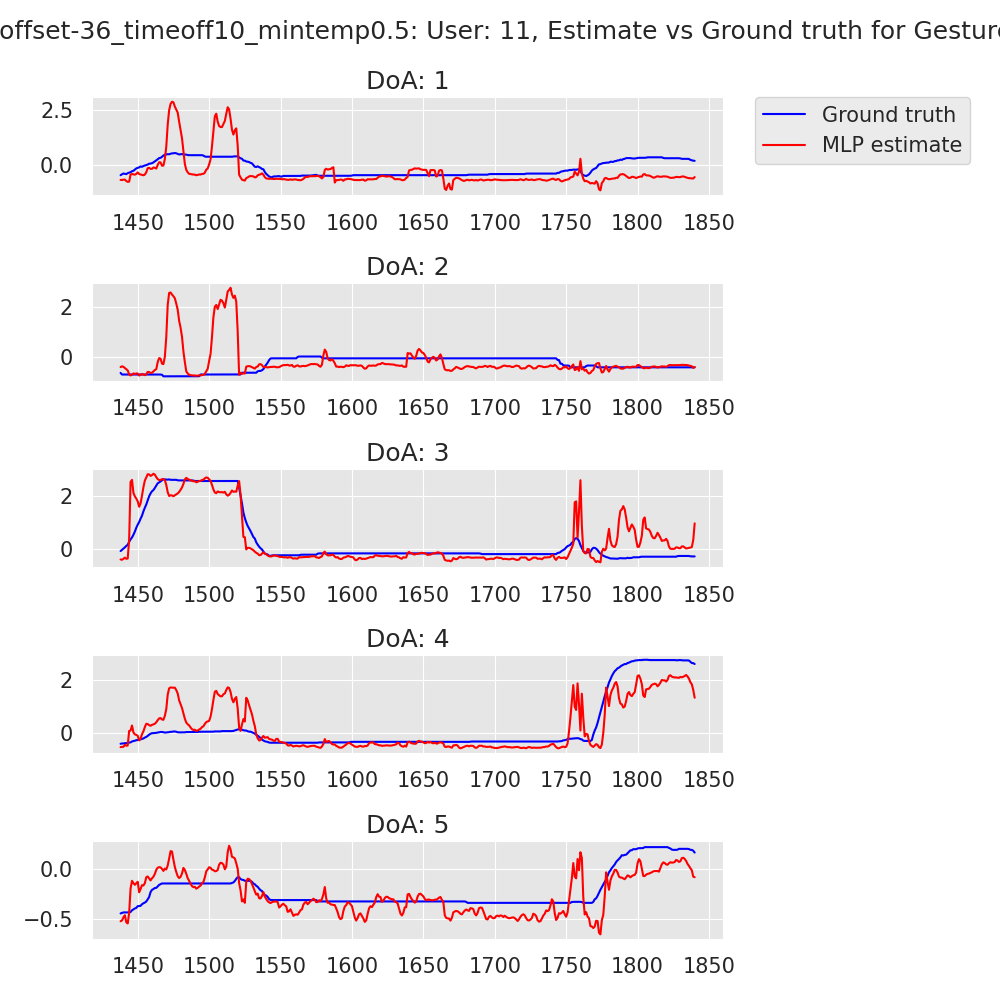 offset-36_timeoff10_mintemp0.5: User: 11, Estimate vs Ground truth for Gesture
DoA: 1
Ground truth
MLP estimate
2.5
0.0
1450 1500 1550 1600 1650 1700 1750 1800 1850
DoA: 2
2
0
1450 1500 1550 1600 1650 1700 1750 1800 1850
DoA: 3
2
0
1450 1500 1550 1600 1650 1700 1750 1800 1850
DoA: 4
2
0
1450 1500 1550 1600 1650 1700 1750 1800 1850
DoA: 5
0.0
−0.5
1450 1500 1550 1600 1650 1700 1750 1800 1850